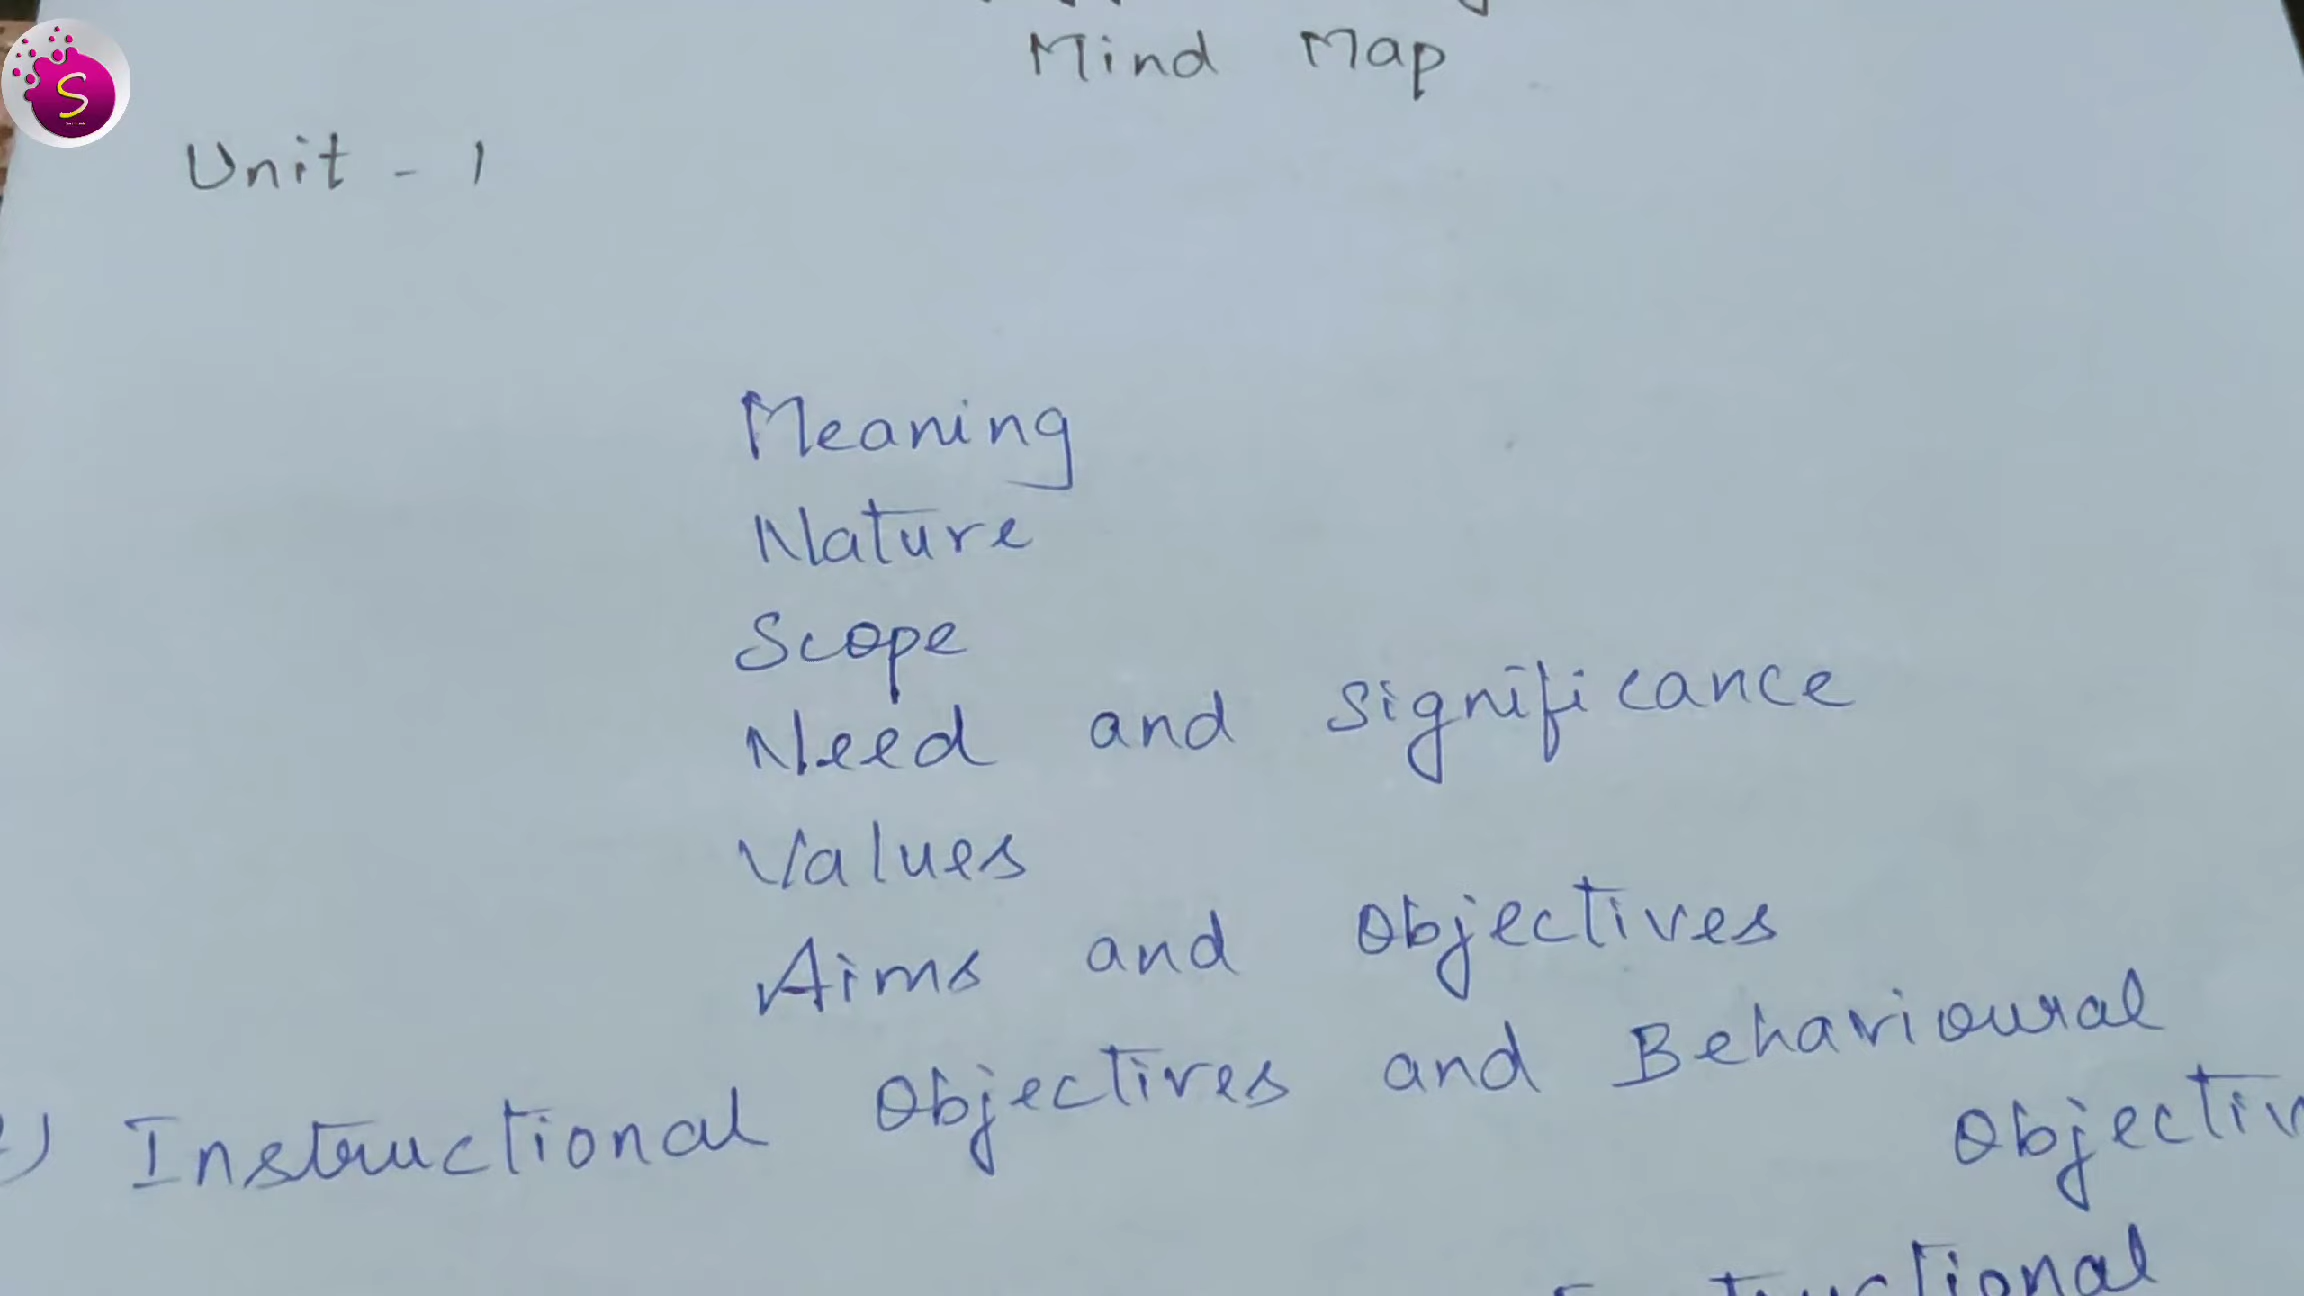 Mind Map
Unit - 1
Meaning
Nature
Scope
Need and significance
Values
Aims and Objectives
Instructional Objectives and Behavioural
S